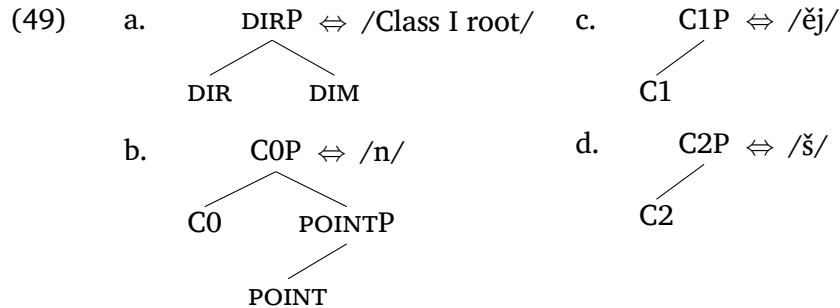 (49) a. DIRP ⇔ /Class I root/ c. C1P ⇔ /ěj/
DIR DIM C1
b. C0P ⇔ /n/ d. C2P ⇔ /š/
C0 POINTP C2
POINT